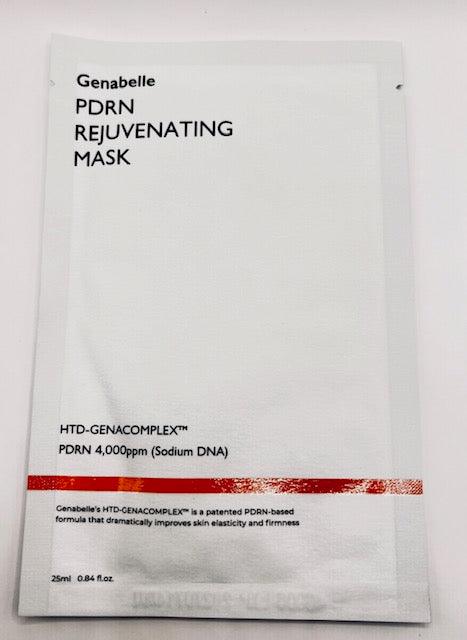 Genabelle
PDRN
REJUVENATING
MASK
HTD-GENACOMPLEX™
PDRN 4,000ppm (Sodium DNA)
Genabelle's HTD-GENACOMPLEX™ is a patented PDRN-based
formula that dramatically improves skin elasticity and firmness
25ml 0.84 fl.oz.